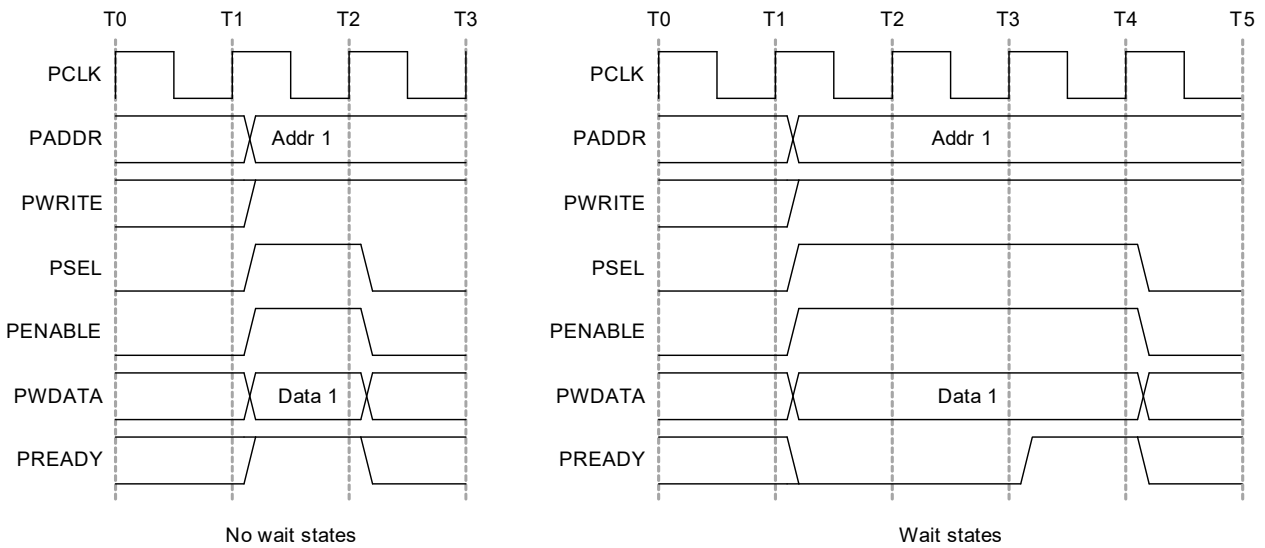 T0 T1 T2 T3
PCLK
PADDR Addr 1
PWRITE
PSEL
PENABLE
PWDATA Data 1
PREADY
No wait states
T0 T1 T2 T3 T4 T5
PCLK
PADDR Addr 1
PWRITE
PSEL
PENABLE
PWDATA Data 1
PREADY
Wait states